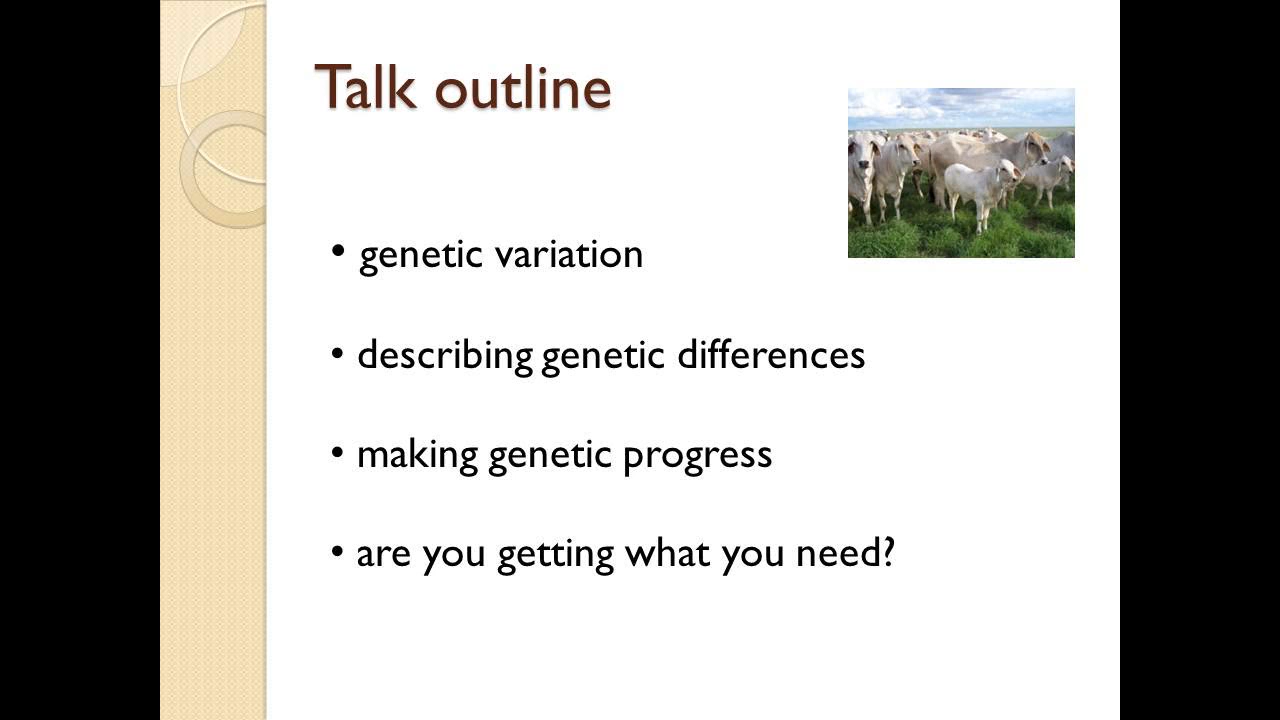 Talk outline
• genetic variation
• describing genetic differences
• making genetic progress
• are you getting what you need?